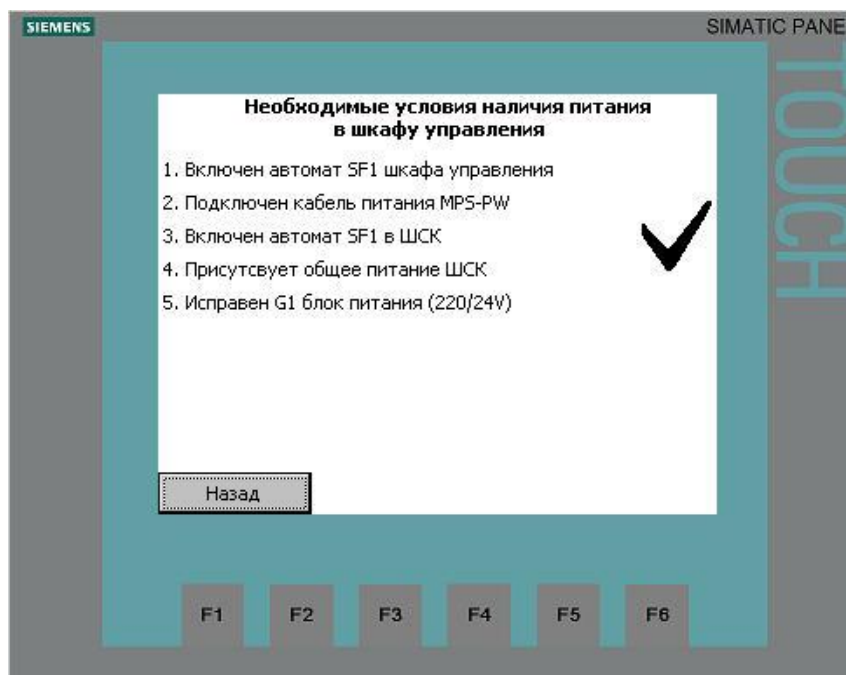 SIEMENS
SIMATIC PANE
TOUCH
Необходимые условия наличия питания
в шкафу управления
1. Включен автомат SF1 шкафа управления
2. Подключен кабель питания MPS-PW
3. Включен автомат SF1 в ШСК
4. Присутсвует общее питание ШСК
5. Исправен G1 блок питания (220/24V)
Назад
F1 F2 F3 F4 F5 F6